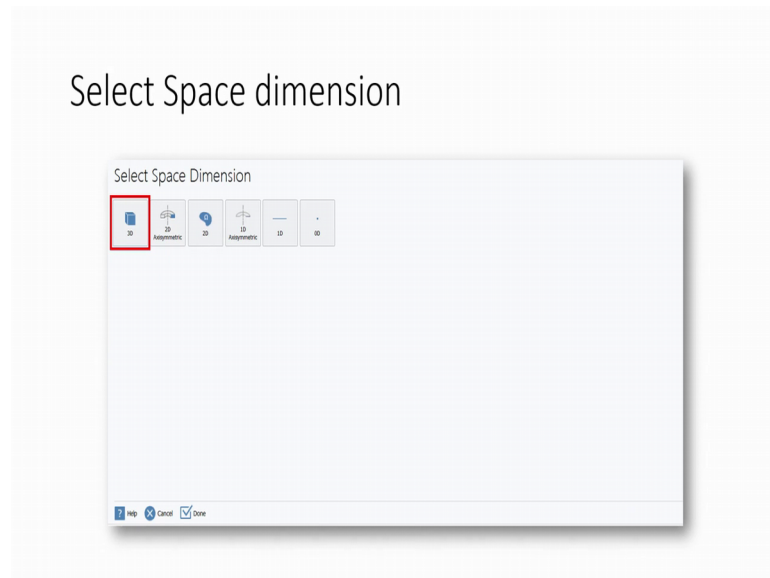 Select Space dimension
Select Space Dimension
3D
2D
Axisymmetric
2D
1D
Axisymmetric
1D
0D
? Help
Cancel
Done